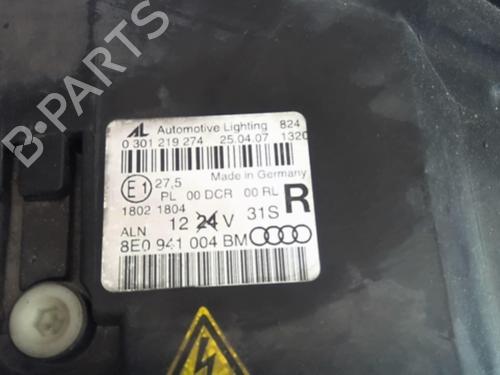 B-PARTS
AL Automotive Lighting 824
0 301 219 274 25.04.07 1320
Made in Germany
E1 27,5
PL 00 DCR 00 RL
1802 1804 R
ALN 12 24 V 31S
8E0 941 004 BM